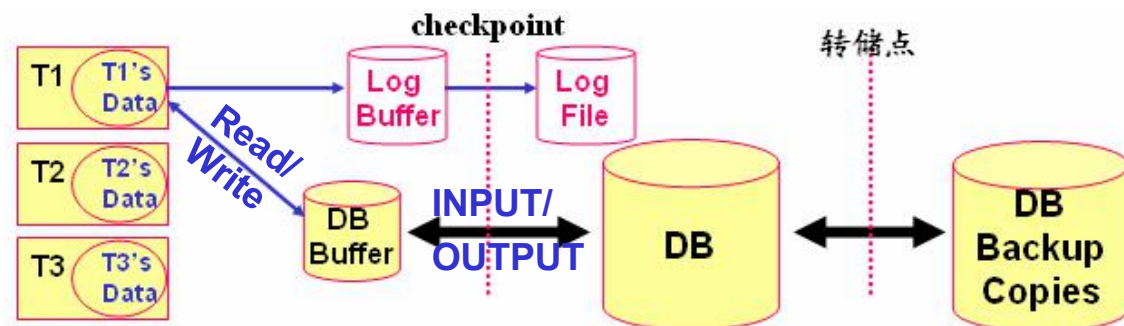 checkpoint
转储点
T1
T1's
Data
Log
Buffer
Log
File
Read/
Write
T2
T2's
Data
DB
Buffer
INPUT/
OUTPUT
DB
DB
Backup
Copies
T3
T3's
Data